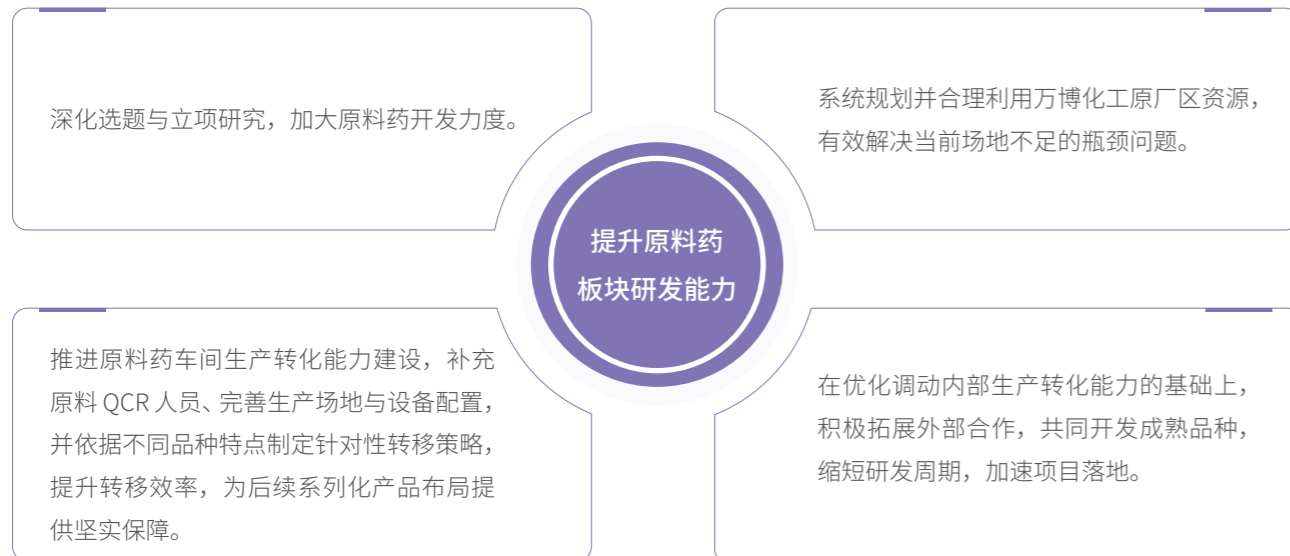 深化选题与立项研究，加大原料药开发力度。
系统规划并合理利用万博化工原厂区资源，
有效解决当前场地不足的瓶颈问题。
提升原料药
板块研发能力
推进原料药车间生产转化能力建设，补充
原料 QCR 人员、完善生产场地与设备配置，
并依据不同品种特点制定针对性转移策略，
提升转移效率，为后续系列化产品布局提
供坚实保障。
在优化调动内部生产转化能力的基础上，
积极拓展外部合作，共同开发成熟品种，
缩短研发周期，加速项目落地。